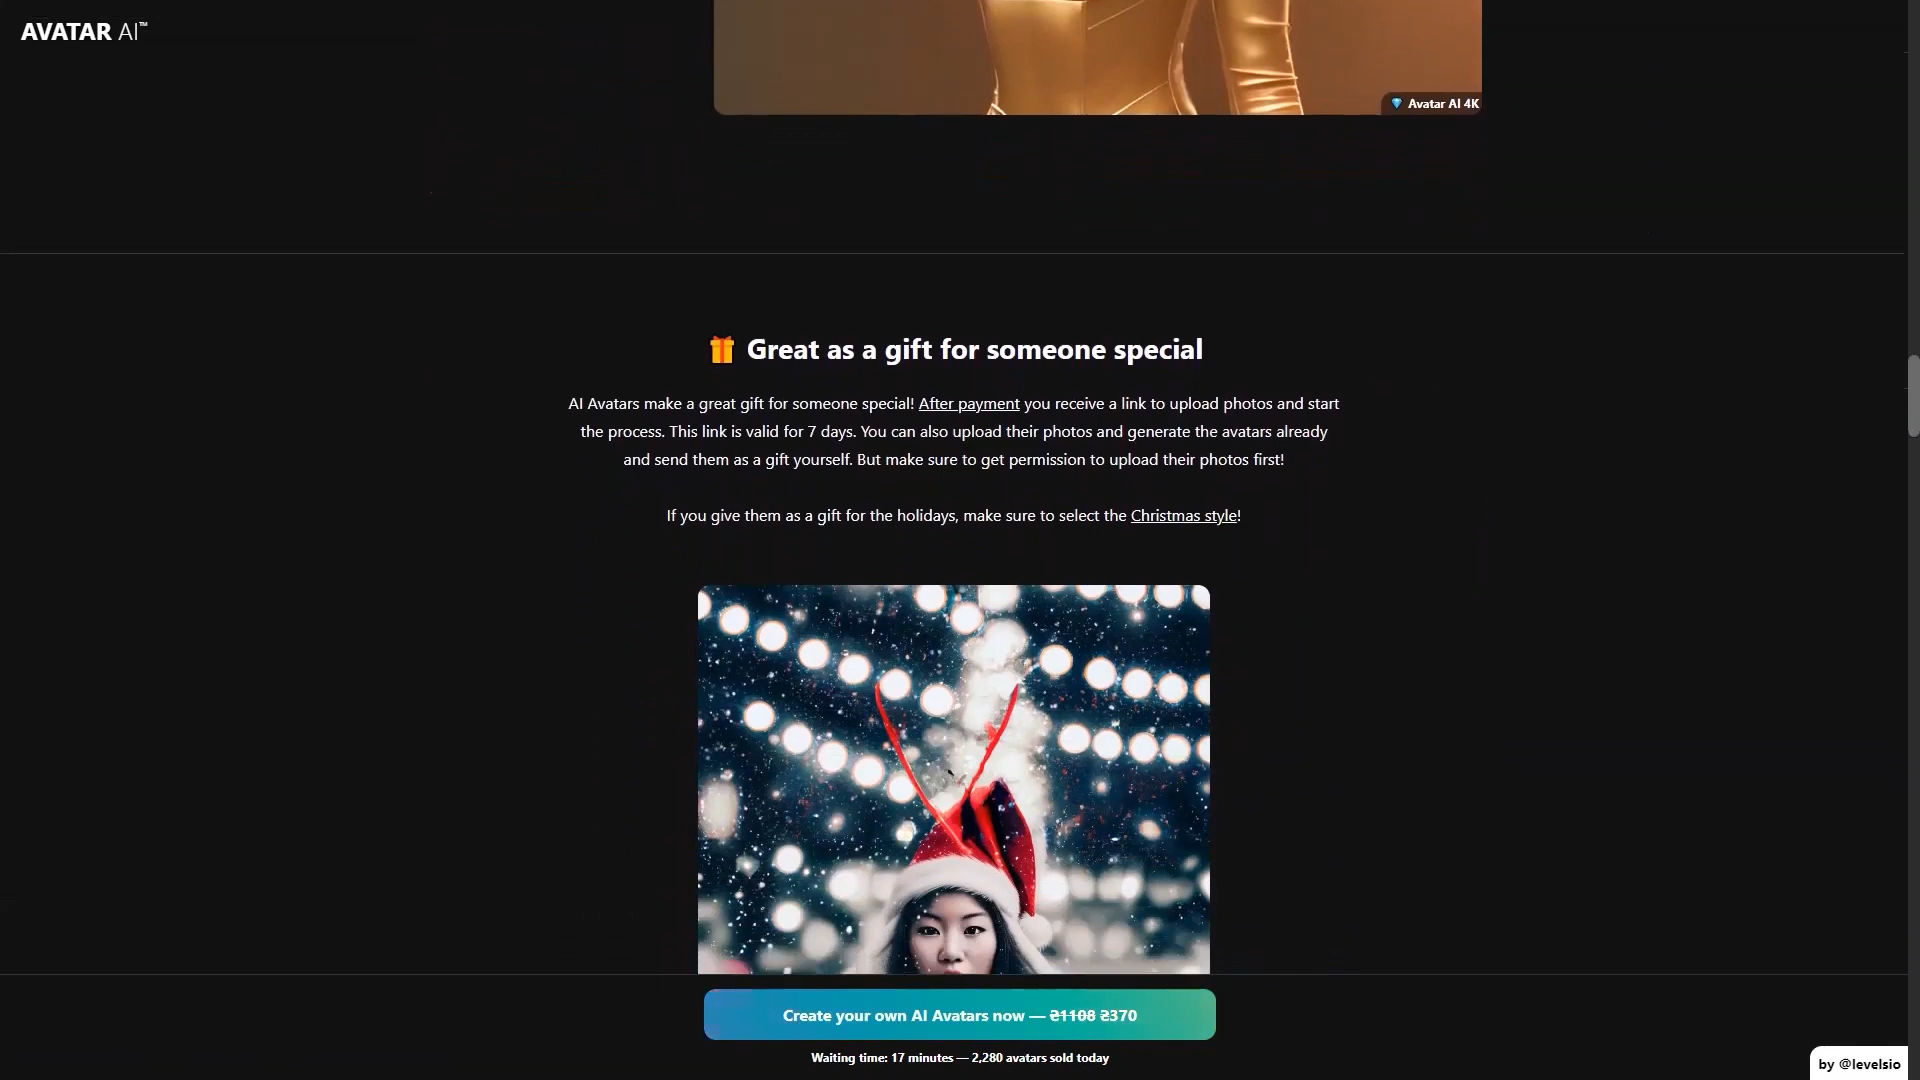 AVATAR AI™
Avatar AI 4K
Great as a gift for someone special
AI Avatars make a great gift for someone special! After payment you receive a link to upload photos and start
the process. This link is valid for 7 days. You can also upload their photos and generate the avatars already
and send them as a gift yourself. But make sure to get permission to upload their photos first!
If you give them as a gift for the holidays, make sure to select the Christmas style!
Create your own AI Avatars now — ₴1108 ₴370
Waiting time: 17 minutes — 2,280 avatars sold today
by @levelsio